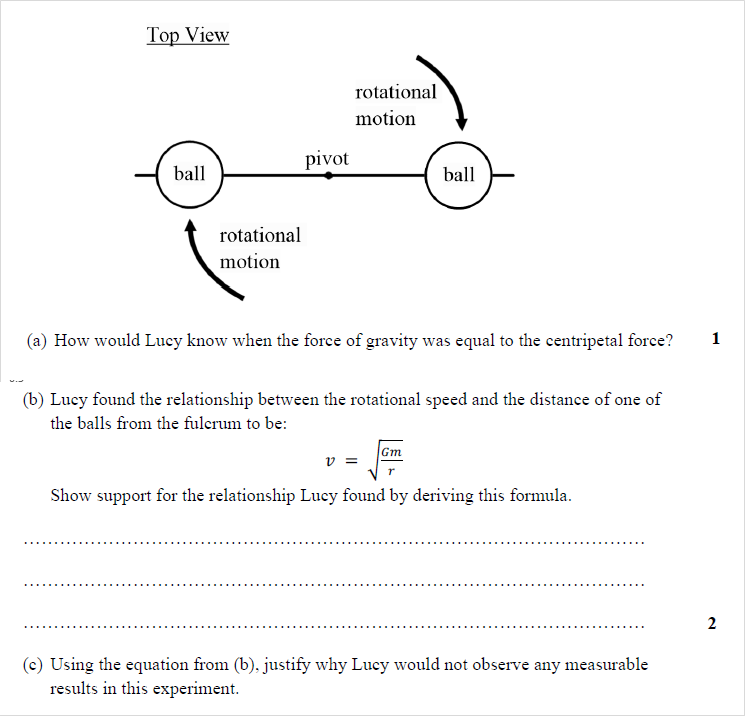 Top View
rotational
motion
pivot
ball
ball
rotational
motion
(a) How would Lucy know when the force of gravity was equal to the centripetal force? 1
(b) Lucy found the relationship between the rotational speed and the distance of one of
the balls from the fulcrum to be:
v = √(Gm/r)
Show support for the relationship Lucy found by deriving this formula.
2
(c) Using the equation from (b), justify why Lucy would not observe any measurable
results in this experiment.